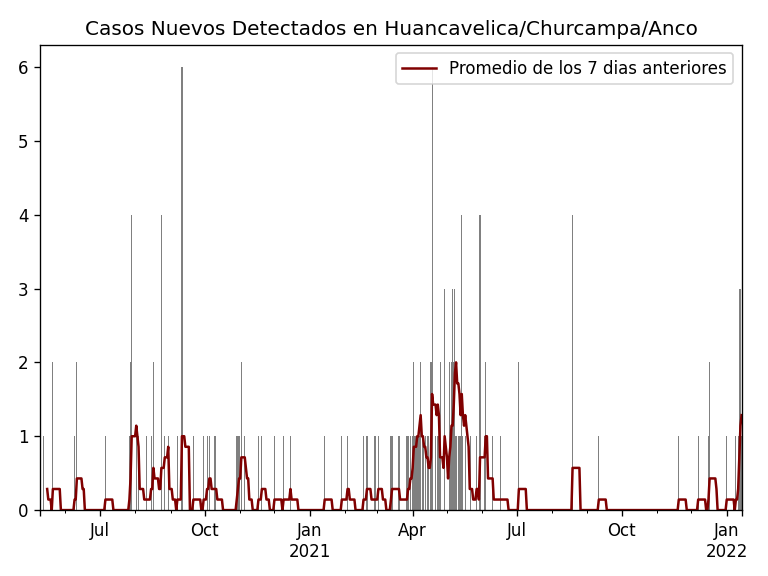 Casos Nuevos Detectados en Huancavelica/Churcampa/Anco
Promedio de los 7 dias anteriores
6
5
4
3
2
1
0
Jul
Oct
Jan
2021
Apr
Jul
Oct
Jan
2022